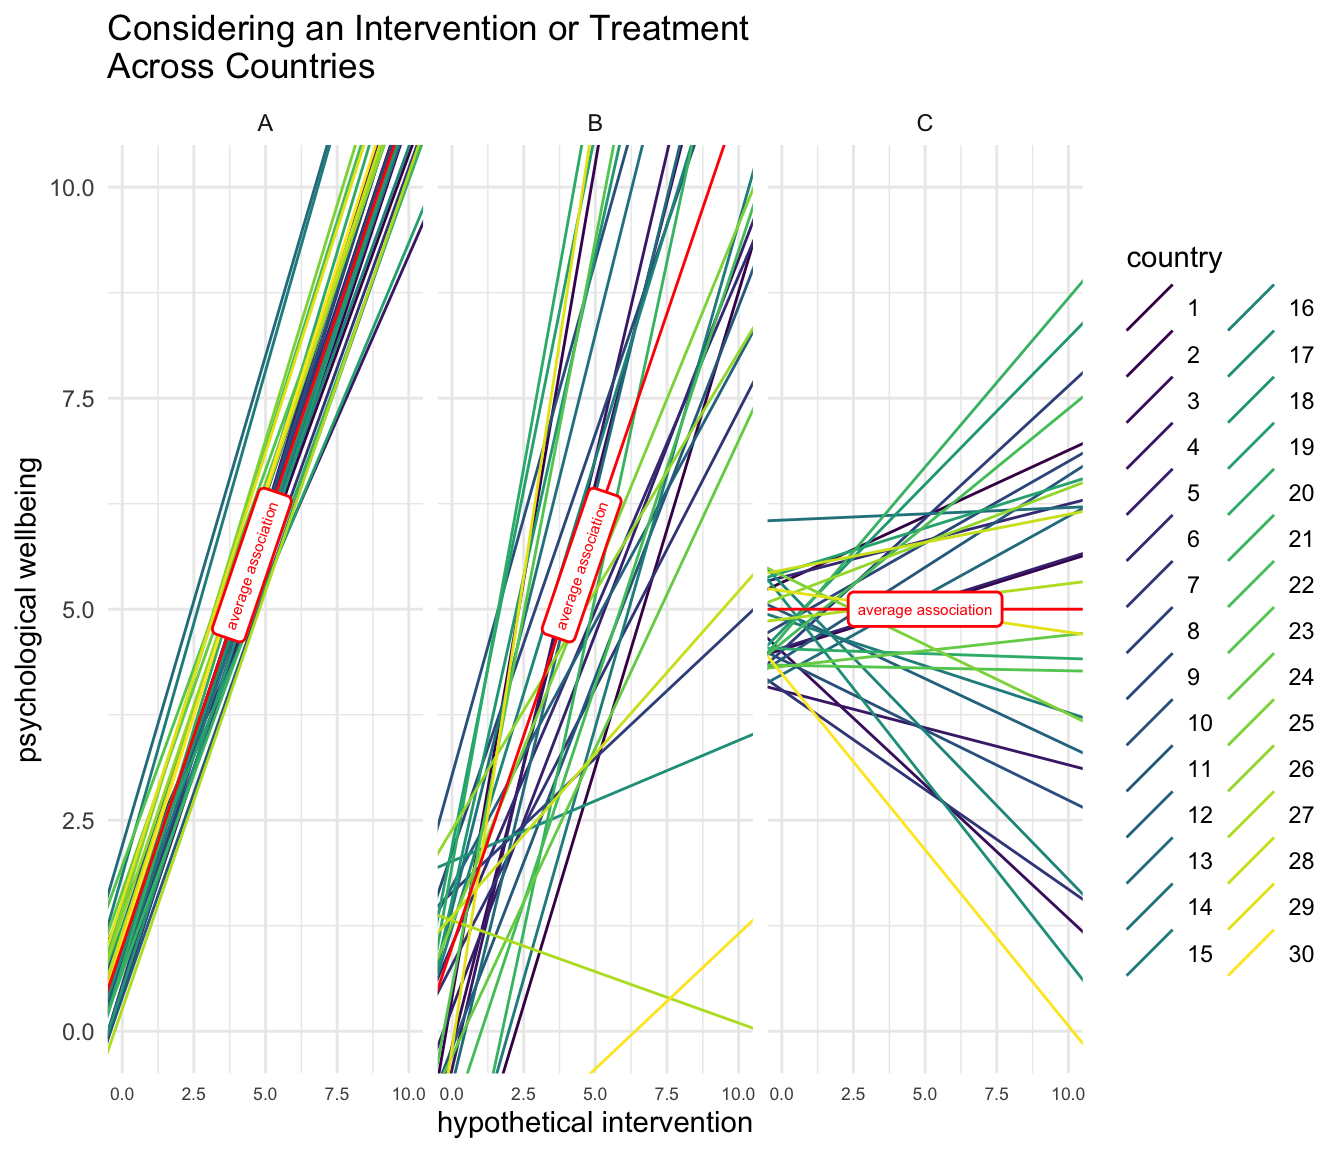 Considering an Intervention or Treatment
Across Countries
A
B
C
psychological wellbeing
10.0
7.5
5.0
2.5
0.0
average association
average association
average association
0.0 2.5 5.0 7.5 10.0
0.0 2.5 5.0 7.5 10.0
0.0 2.5 5.0 7.5 10.0
hypothetical intervention
country
1
2
3
4
5
6
7
8
9
10
11
12
13
14
15
16
17
18
19
20
21
22
23
24
25
26
27
28
29
30